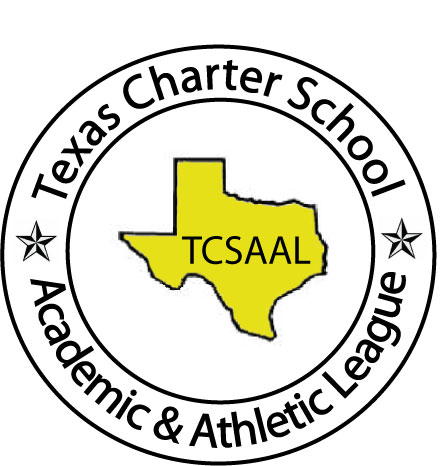 Texas Charter School
TCSAAL
Academic & Athletic League